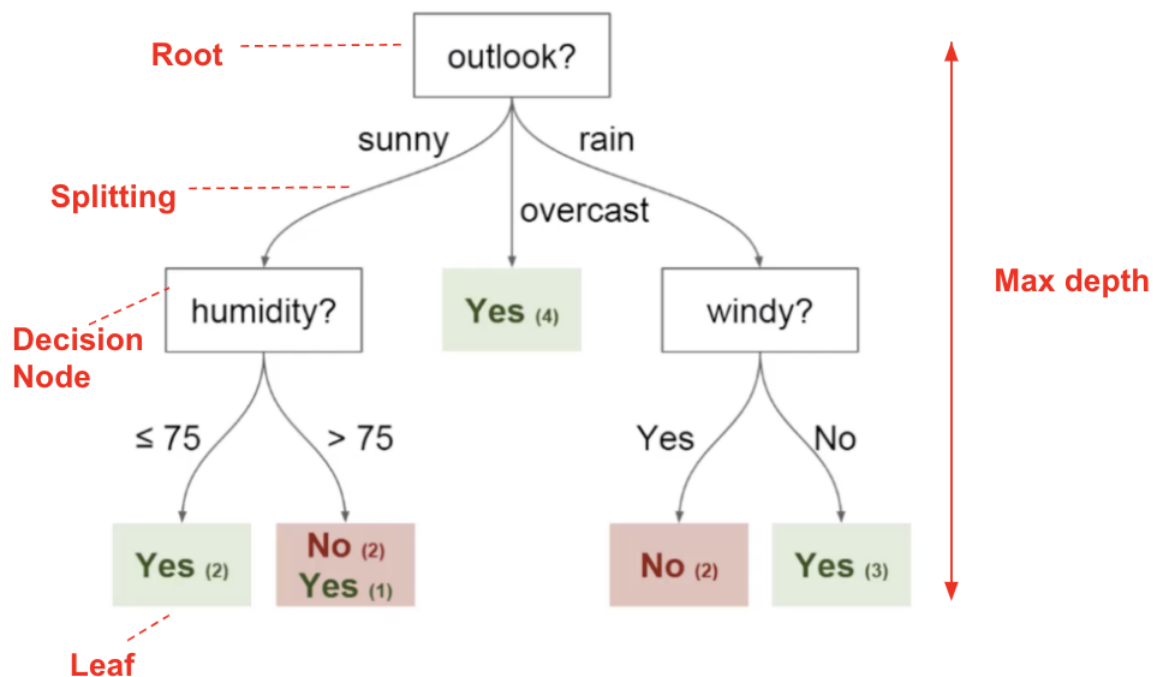 Root
outlook?
sunny
rain
Splitting
overcast
Max depth
humidity?
Yes (4)
windy?
Decision
Node
≤ 75
> 75
Yes
No
Yes (2)
No (2)
Yes (1)
No (2)
Yes (3)
Leaf